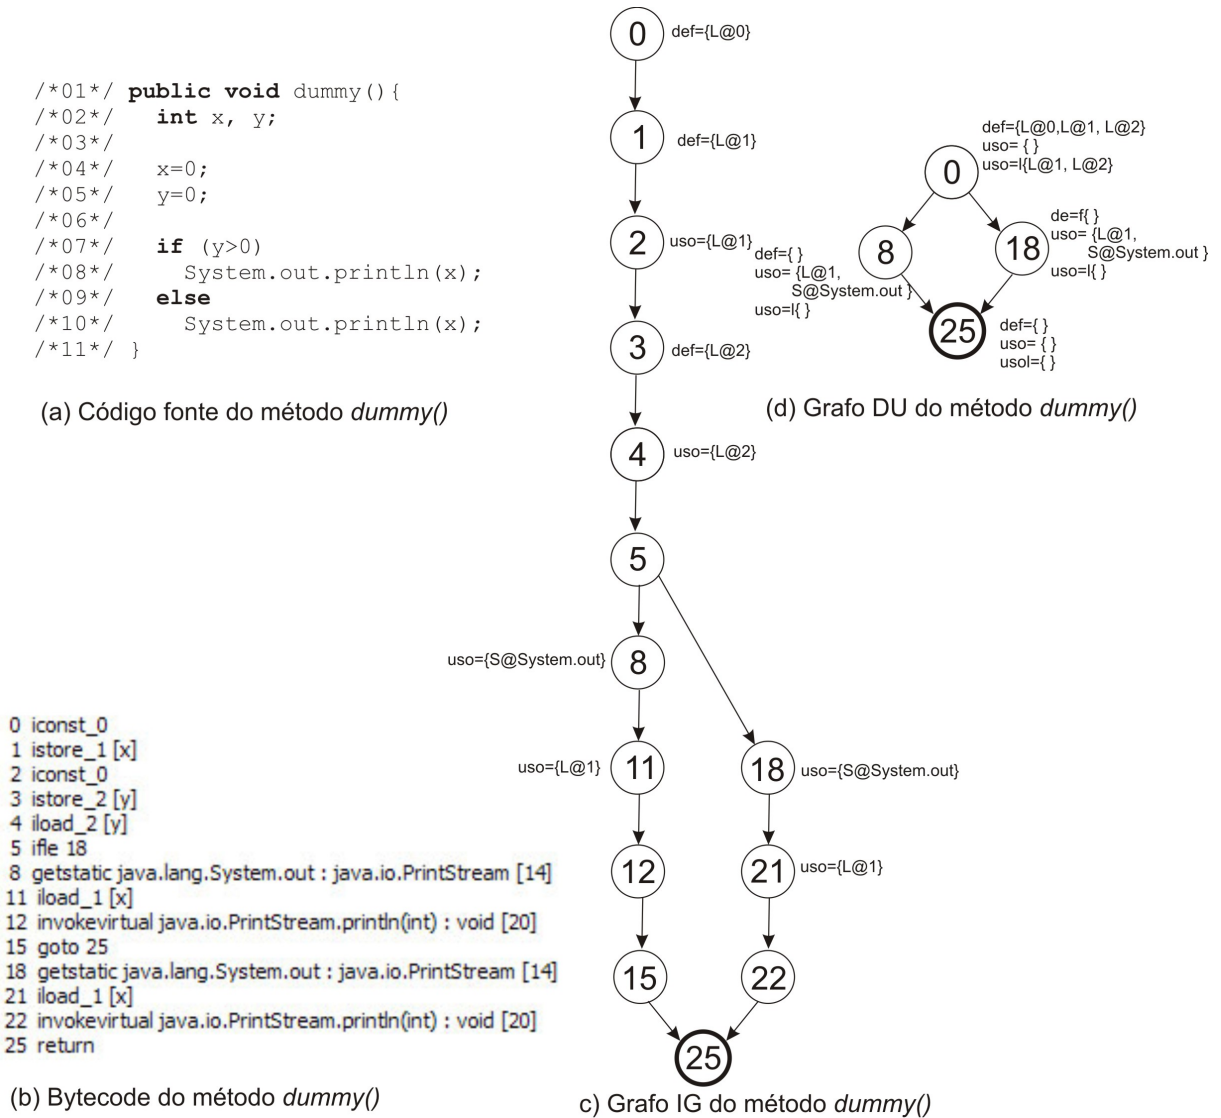 /*01*/ public void dummy(){
/*02*/   int x, y;
/*03*/
/*04*/   x=0;
/*05*/   y=0;
/*06*/
/*07*/   if (y>0)
/*08*/     System.out.println(x);
/*09*/   else
/*10*/     System.out.println(x);
/*11*/ }
(a) Código fonte do método dummy()
0 iconst_0
1 istore_1 [x]
2 iconst_0
3 istore_2 [y]
4 iload_2 [y]
5 ifle 18
8 getstatic java.lang.System.out : java.io.PrintStream [14]
11 iload_1 [x]
12 invokevirtual java.io.PrintStream.println(int) : void [20]
15 goto 25
18 getstatic java.lang.System.out : java.io.PrintStream [14]
21 iload_1 [x]
22 invokevirtual java.io.PrintStream.println(int) : void [20]
25 return
(b) Bytecode do método dummy()
0 def={L@0}
1 def={L@1}
2 uso={L@1}
3 def={L@2}
4 uso={L@2}
5
uso={S@System.out} 8
uso={L@1} 11
18 uso={S@System.out}
12
21 uso={L@1}
15
22
25
c) Grafo IG do método dummy()
def={L@0,L@1, L@2}
uso= { }
uso=l{L@1, L@2}
0
def={ }
uso= {L@1,
S@System.out }
uso=l{ }
8
18
de=f{ }
uso= {L@1,
S@System.out }
uso=l{ }
25
def={ }
uso= { }
usol={ }
(d) Grafo DU do método dummy()